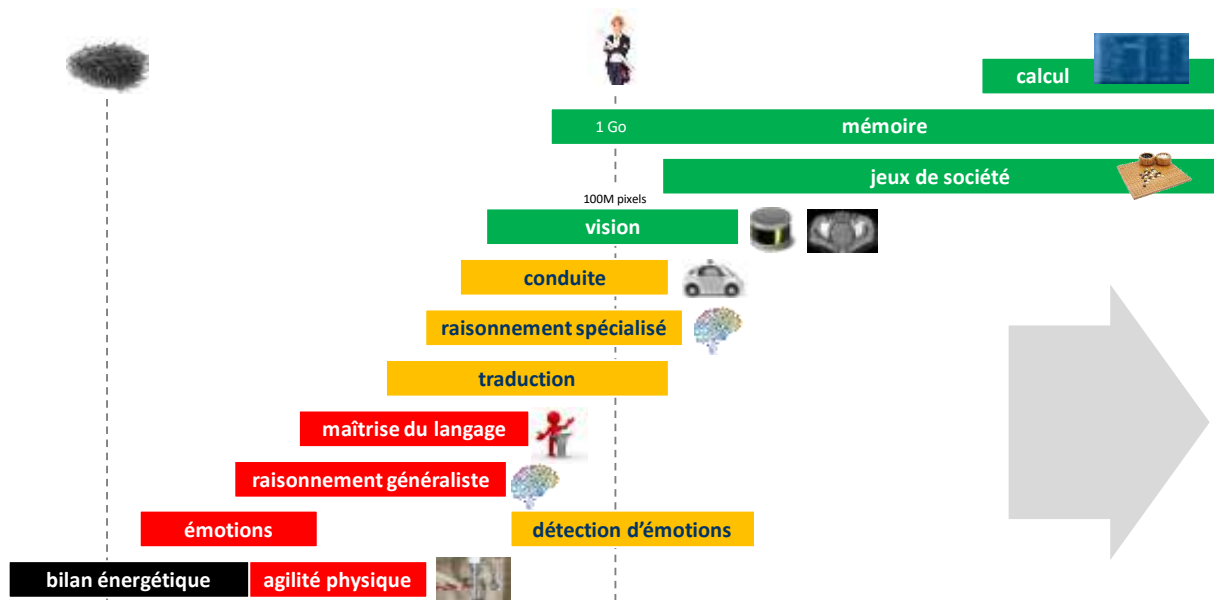 calcul
1 Go
mémoire
jeux de société
100M pixels
vision
conduite
raisonnement spécialisé
traduction
maîtrise du langage
raisonnement généraliste
émotions
détection d’émotions
bilan énergétique
agilité physique